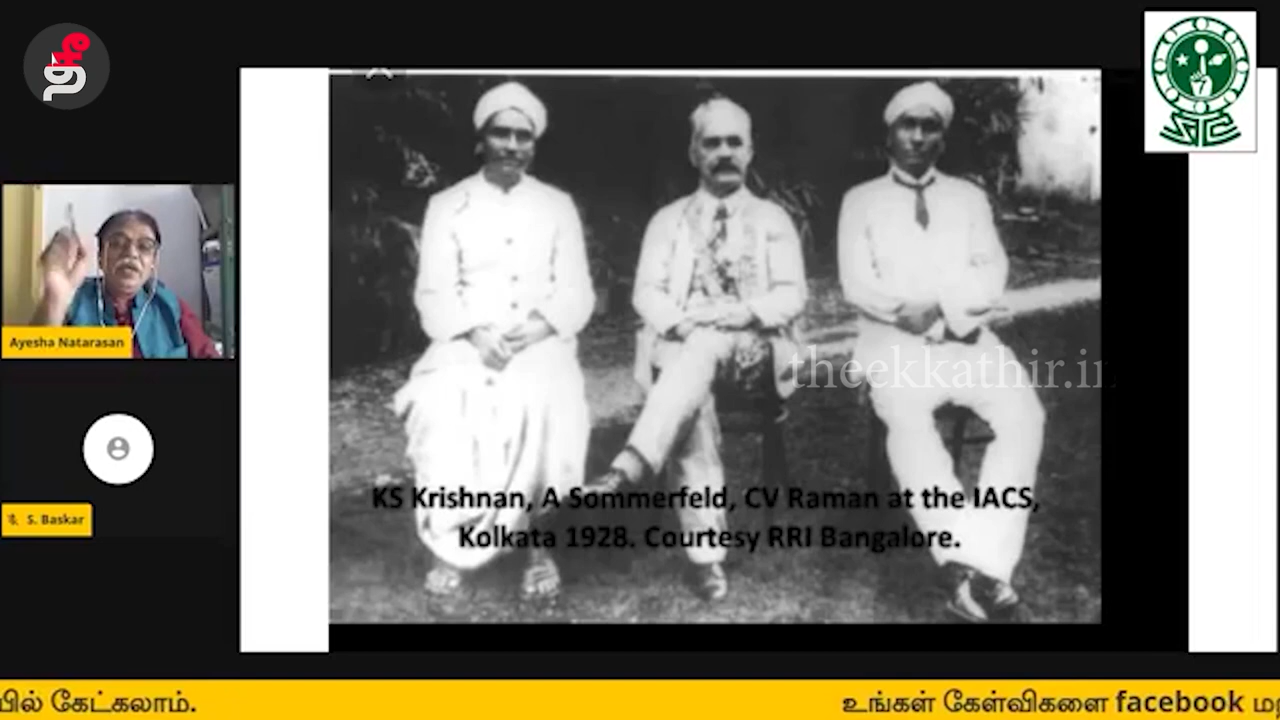 தீ
Ayesha Natarasan
S. Baskar
theekkathir.in
KS Krishnan, A Sommerfeld, CV Raman at the IACS,
Kolkata 1928. Courtesy RRI Bangalore.
யில் கேட்கலாம்.
உங்கள் கேள்விகளை facebook